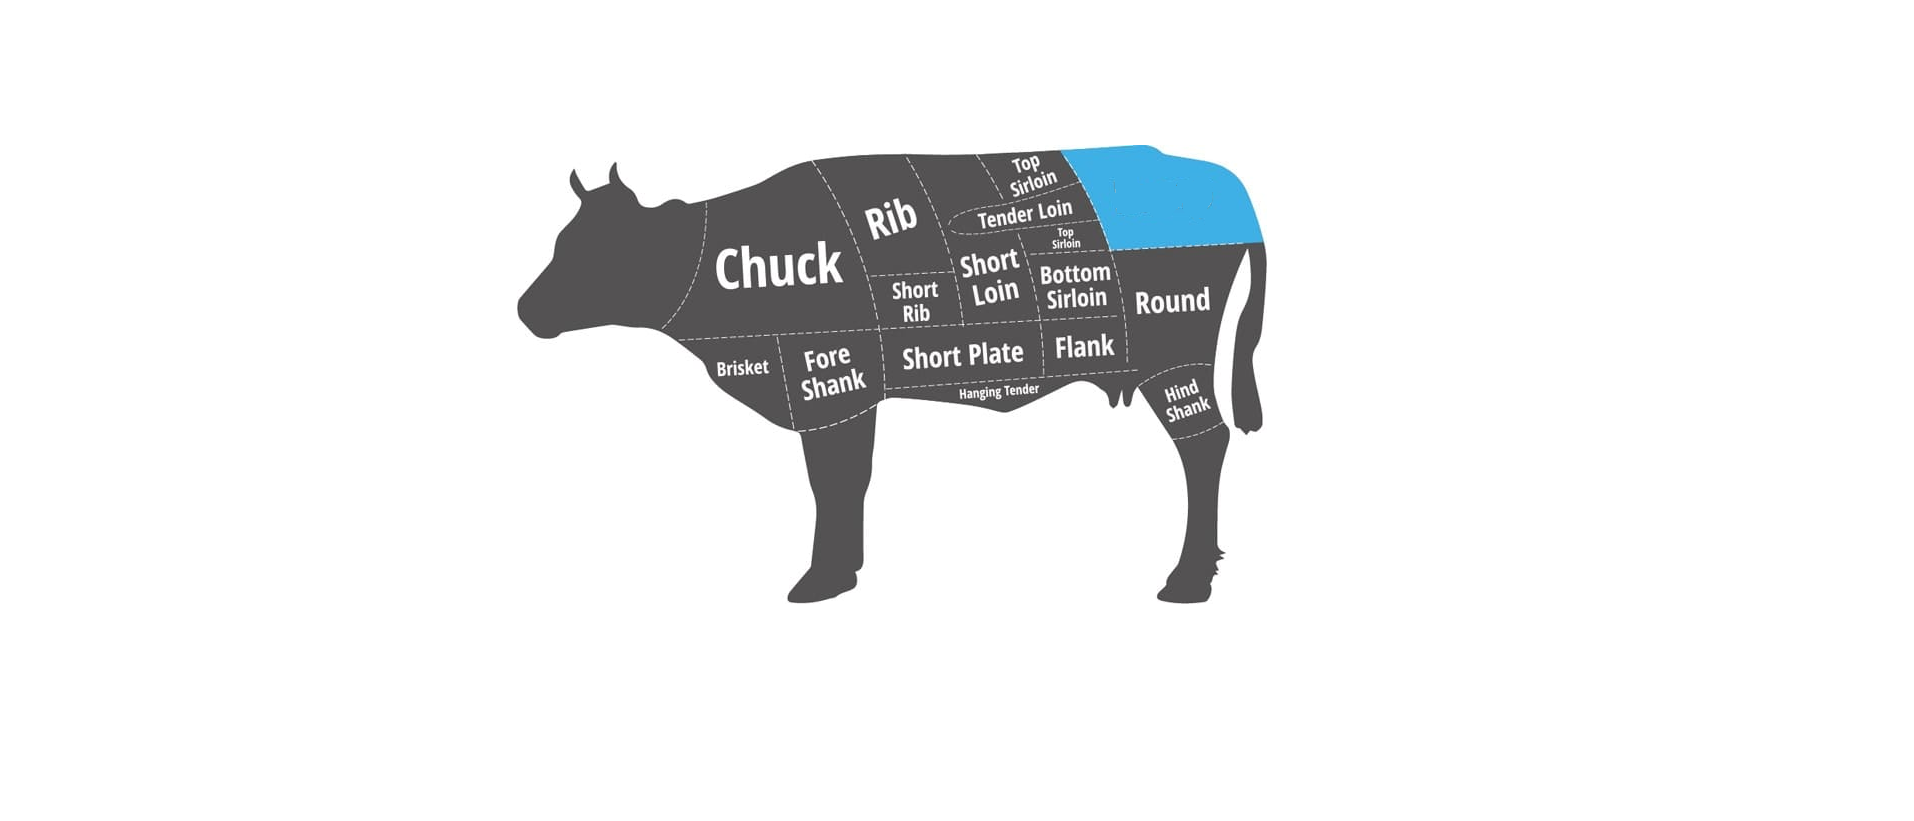 Top
Sirloin
Rib
Tender Loin
Chuck
Top
Sirloin
Short
Loin
Bottom
Sirloin
Short
Rib
Round
Brisket
Fore
Shank
Short Plate
Flank
Hanging Tender
Hind
Shank